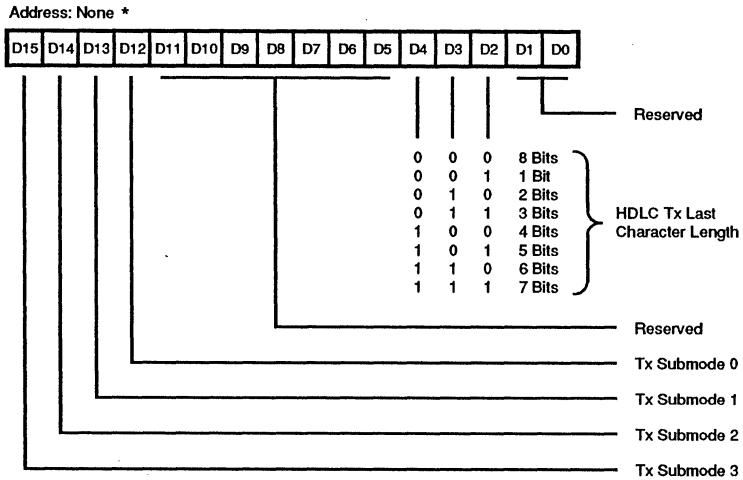 Address: None *
D15 D14 D13 D12 D11 D10 D9 D8 D7 D6 D5 D4 D3 D2 D1 D0
Reserved
0 0 0 8 Bits
0 0 1 1 Bit
0 1 0 2 Bits
0 1 1 3 Bits
1 0 0 4 Bits
1 0 1 5 Bits
1 1 0 6 Bits
1 1 1 7 Bits
HDLC Tx Last
Character Length
Reserved
Tx Submode 0
Tx Submode 1
Tx Submode 2
Tx Submode 3